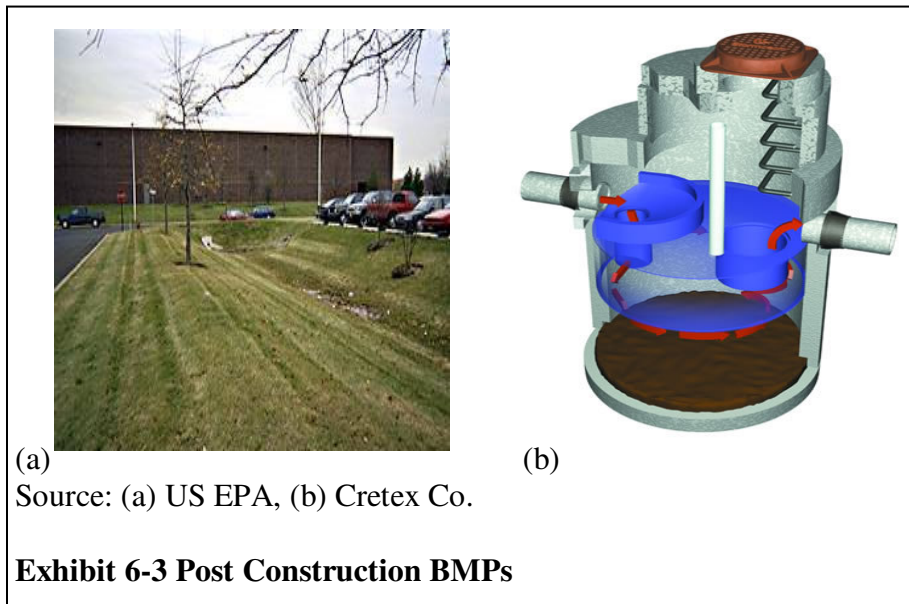 (a) (b)
Source: (a) US EPA, (b) Cretex Co.
Exhibit 6-3 Post Construction BMPs